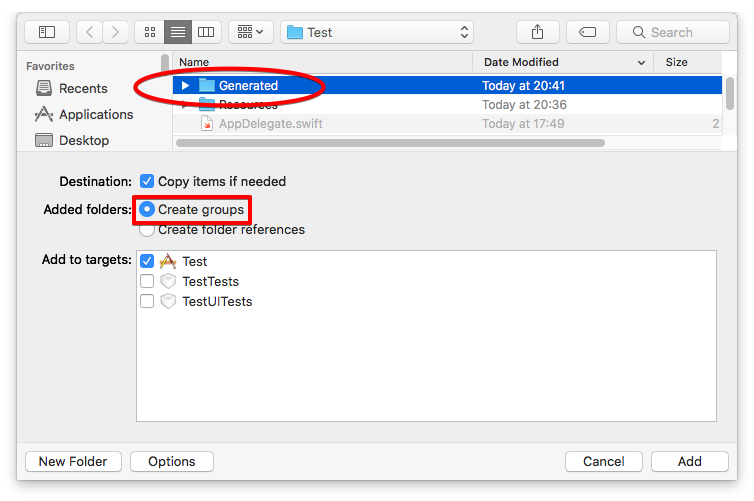 Test
Search
Favorites
Name Date Modified Size
Recents
Generated Today at 20:41
Applications
Resources Today at 20:36
Desktop
AppDelegate.swift Today at 17:49 2
Destination: Copy items if needed
Added folders: Create groups
Create folder references
Add to targets: Test
TestTests
TestUITests
New Folder Options Cancel Add